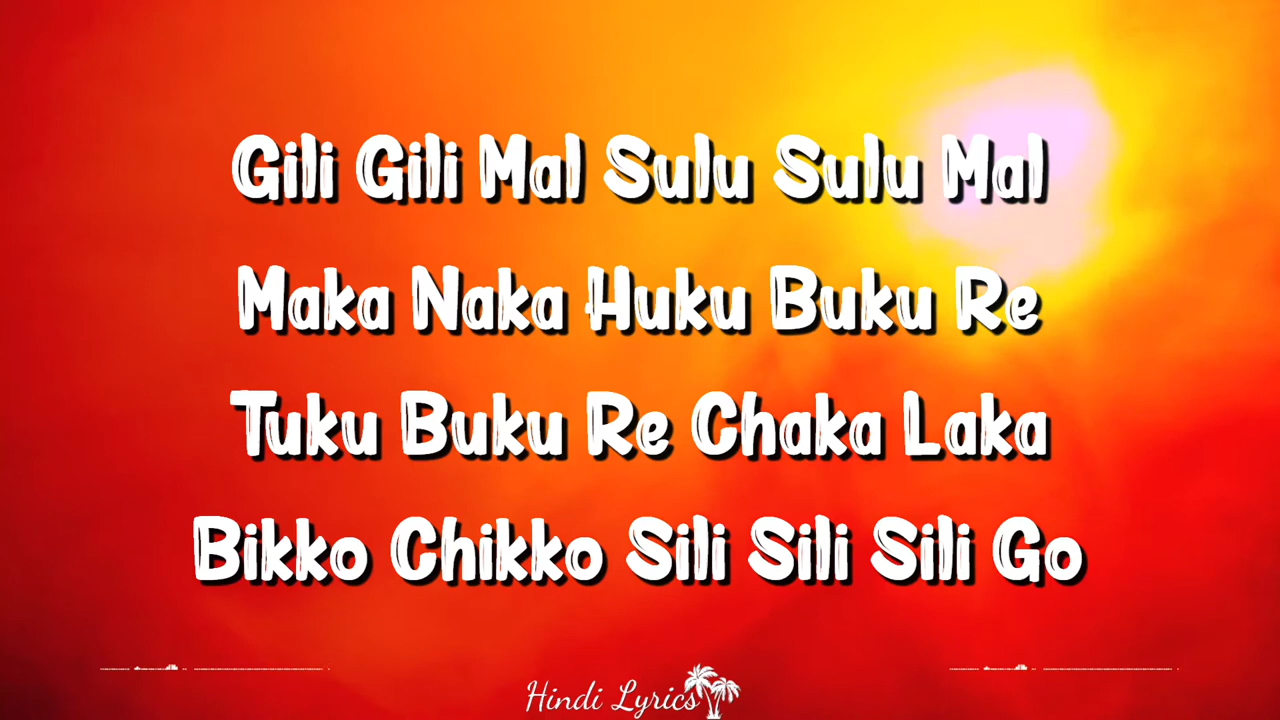 Gili Gili Mal Sulu Sulu Mal
Maka Naka Huku Buku Re
Tuku Buku Re Chaka Laka
Bikko Chikko Sili Sili Sili Go
Hindi Lyrics